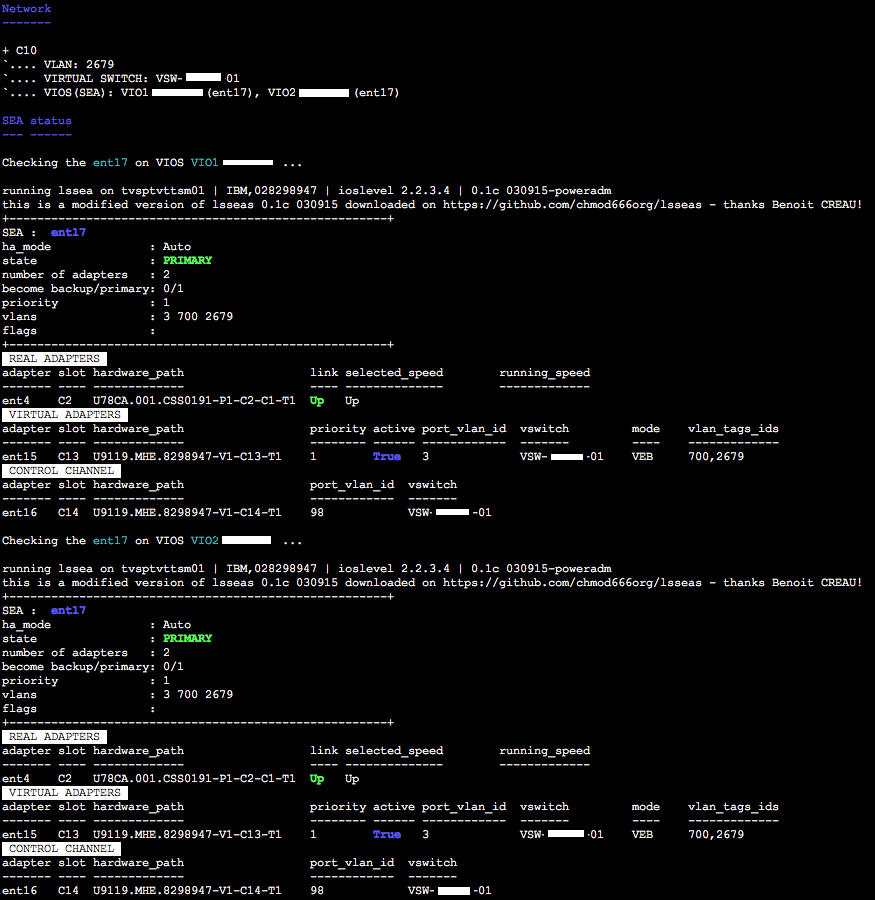 Network
-------
+ C10
`.... VLAN: 2679
`.... VIRTUAL SWITCH: VSW- 01
`.... VIOS(SEA): VIO1 (ent17), VIO2 (ent17)
SEA status
--- ------
Checking the ent17 on VIOS VIO1 ...
running lssea on tvsptvttsm01 | IBM,028298947 | ioslevel 2.2.3.4 | 0.1c 030915-poweradm
this is a modified version of lsseas 0.1c 030915 downloaded on https://github.com/chmod666org/lsseas - thanks Benoit CREAU!
+------------------------------------------------------+
SEA : ent17
ha_mode : Auto
state : PRIMARY
number of adapters : 2
become backup/primary: 0/1
priority : 1
vlans : 3 700 2679
flags :
+------------------------------------------------------+
REAL ADAPTERS
adapter slot hardware_path link selected_speed running_speed
------- ---- ------------- ---- -------------- -------------
ent4 C2 U78CA.001.CSS0191-P1-C2-C1-T1 Up Up
VIRTUAL ADAPTERS
adapter slot hardware_path priority active port_vlan_id vswitch mode vlan_tags_ids
------- ---- ------------- -------- ------ ------------ ------- ---- -------------
ent15 C13 U9119.MHE.8298947-V1-C13-T1 1 True 3 VSW- -01 VEB 700,2679
CONTROL CHANNEL
adapter slot hardware_path port_vlan_id vswitch
------- ---- ------------- ------------ -------
ent16 C14 U9119.MHE.8298947-V1-C14-T1 98 VSW- -01
Checking the ent17 on VIOS VIO2 ...
running lssea on tvsptvttsm01 | IBM,028298947 | ioslevel 2.2.3.4 | 0.1c 030915-poweradm
this is a modified version of lsseas 0.1c 030915 downloaded on https://github.com/chmod666org/lsseas - thanks Benoit CREAU!
+------------------------------------------------------+
SEA : ent17
ha_mode : Auto
state : PRIMARY
number of adapters : 2
become backup/primary: 0/1
priority : 1
vlans : 3 700 2679
flags :
+------------------------------------------------------+
REAL ADAPTERS
adapter slot hardware_path link selected_speed running_speed
------- ---- ------------- ---- -------------- -------------
ent4 C2 U78CA.001.CSS0191-P1-C2-C1-T1 Up Up
VIRTUAL ADAPTERS
adapter slot hardware_path priority active port_vlan_id vswitch mode vlan_tags_ids
------- ---- ------------- -------- ------ ------------ ------- ---- -------------
ent15 C13 U9119.MHE.8298947-V1-C13-T1 1 True 3 VSW- -01 VEB 700,2679
CONTROL CHANNEL
adapter slot hardware_path port_vlan_id vswitch
------- ---- ------------- ------------ -------
ent16 C14 U9119.MHE.8298947-V1-C14-T1 98 VSW- -01